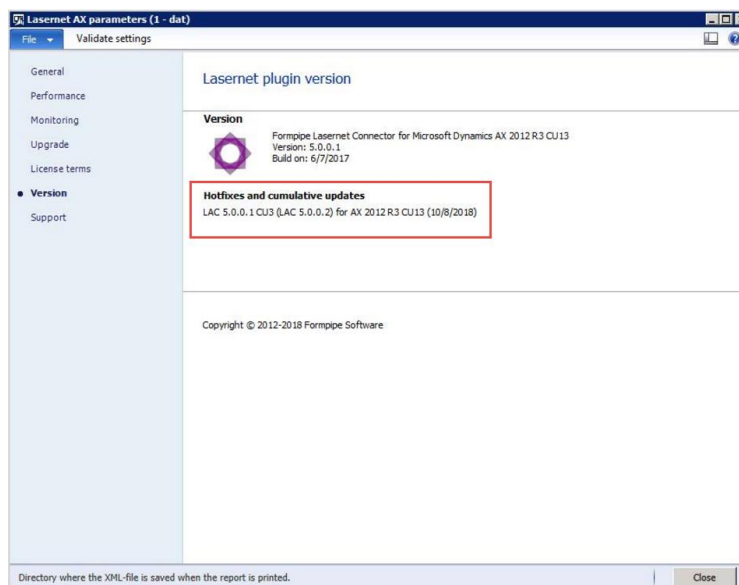 Lasernet AX parameters (1 - dat)
File
Validate settings
General
Performance
Monitoring
Upgrade
License terms
Version
Support
Lasernet plugin version
Version
Formpipe Lasernet Connector for Microsoft Dynamics AX 2012 R3 CU13
Version: 5.0.0.1
Build on: 6/7/2017
Hotfixes and cumulative updates
LAC 5.0.0.1 CU3 (LAC 5.0.0.2) for AX 2012 R3 CU13 (10/8/2018)
Copyright © 2012-2018 Formpipe Software
Directory where the XML-file is saved when the report is printed.
Close